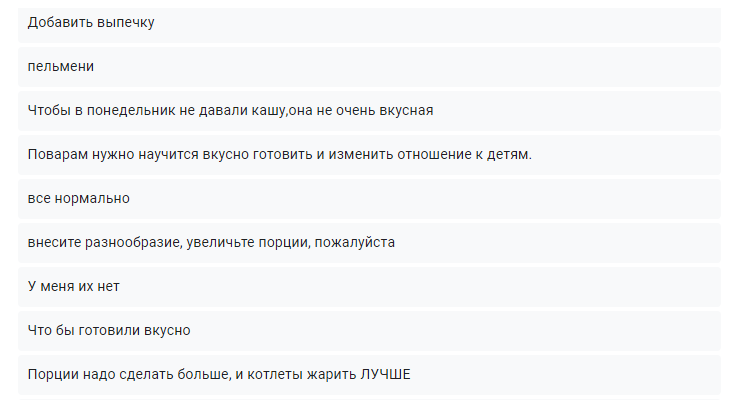 Добавить выпечку
пельмени
Чтобы в понедельник не давали кашу,она не очень вкусная
Поварам нужно научится вкусно готовить и изменить отношение к детям.
все нормально
внесите разнообразие, увеличьте порции, пожалуйста
У меня их нет
Что бы готовили вкусно
Порции надо сделать больше, и котлеты жарить ЛУЧШЕ